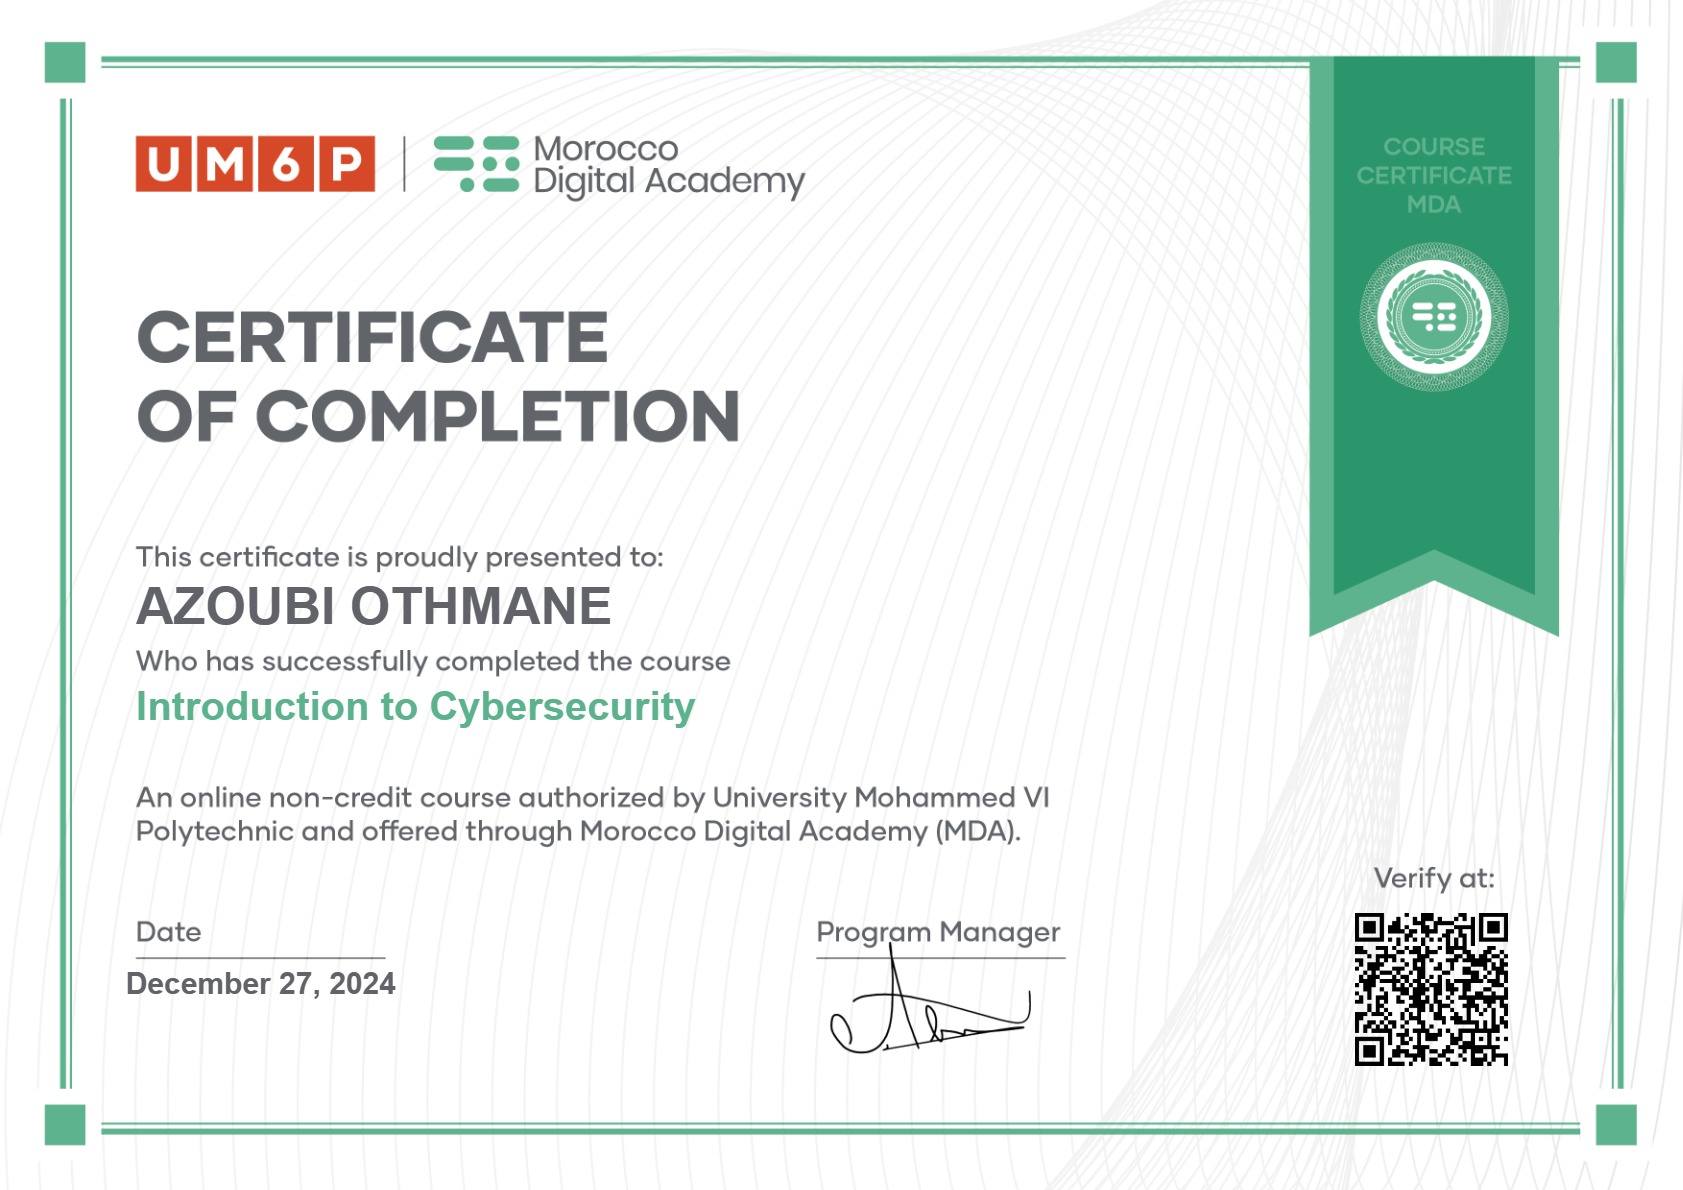 UM6P
Morocco
Digital Academy
COURSE
CERTIFICATE
MDA
CERTIFICATE
OF COMPLETION
This certificate is proudly presented to:
AZOUBI OTHMANE
Who has successfully completed the course
Introduction to Cybersecurity
An online non-credit course authorized by University Mohammed VI
Polytechnic and offered through Morocco Digital Academy (MDA).
Date
December 27, 2024
Program Manager
Verify at: